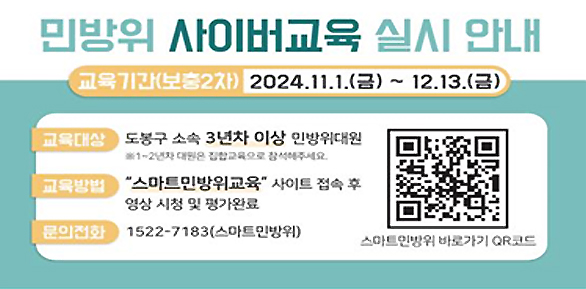 민방위 사이버교육 실시 안내
교육기간(보충2차) 2024.11.1.(금) ~ 12.13.(금)
교육대상 도봉구 소속 3년차 이상 민방위대원
※1~2년차 대원은 집합교육으로 참석해주세요.
교육방법 “스마트민방위교육” 사이트 접속 후
영상 시청 및 평가완료
문의전화 1522-7183(스마트민방위)
스마트민방위 바로가기 QR코드